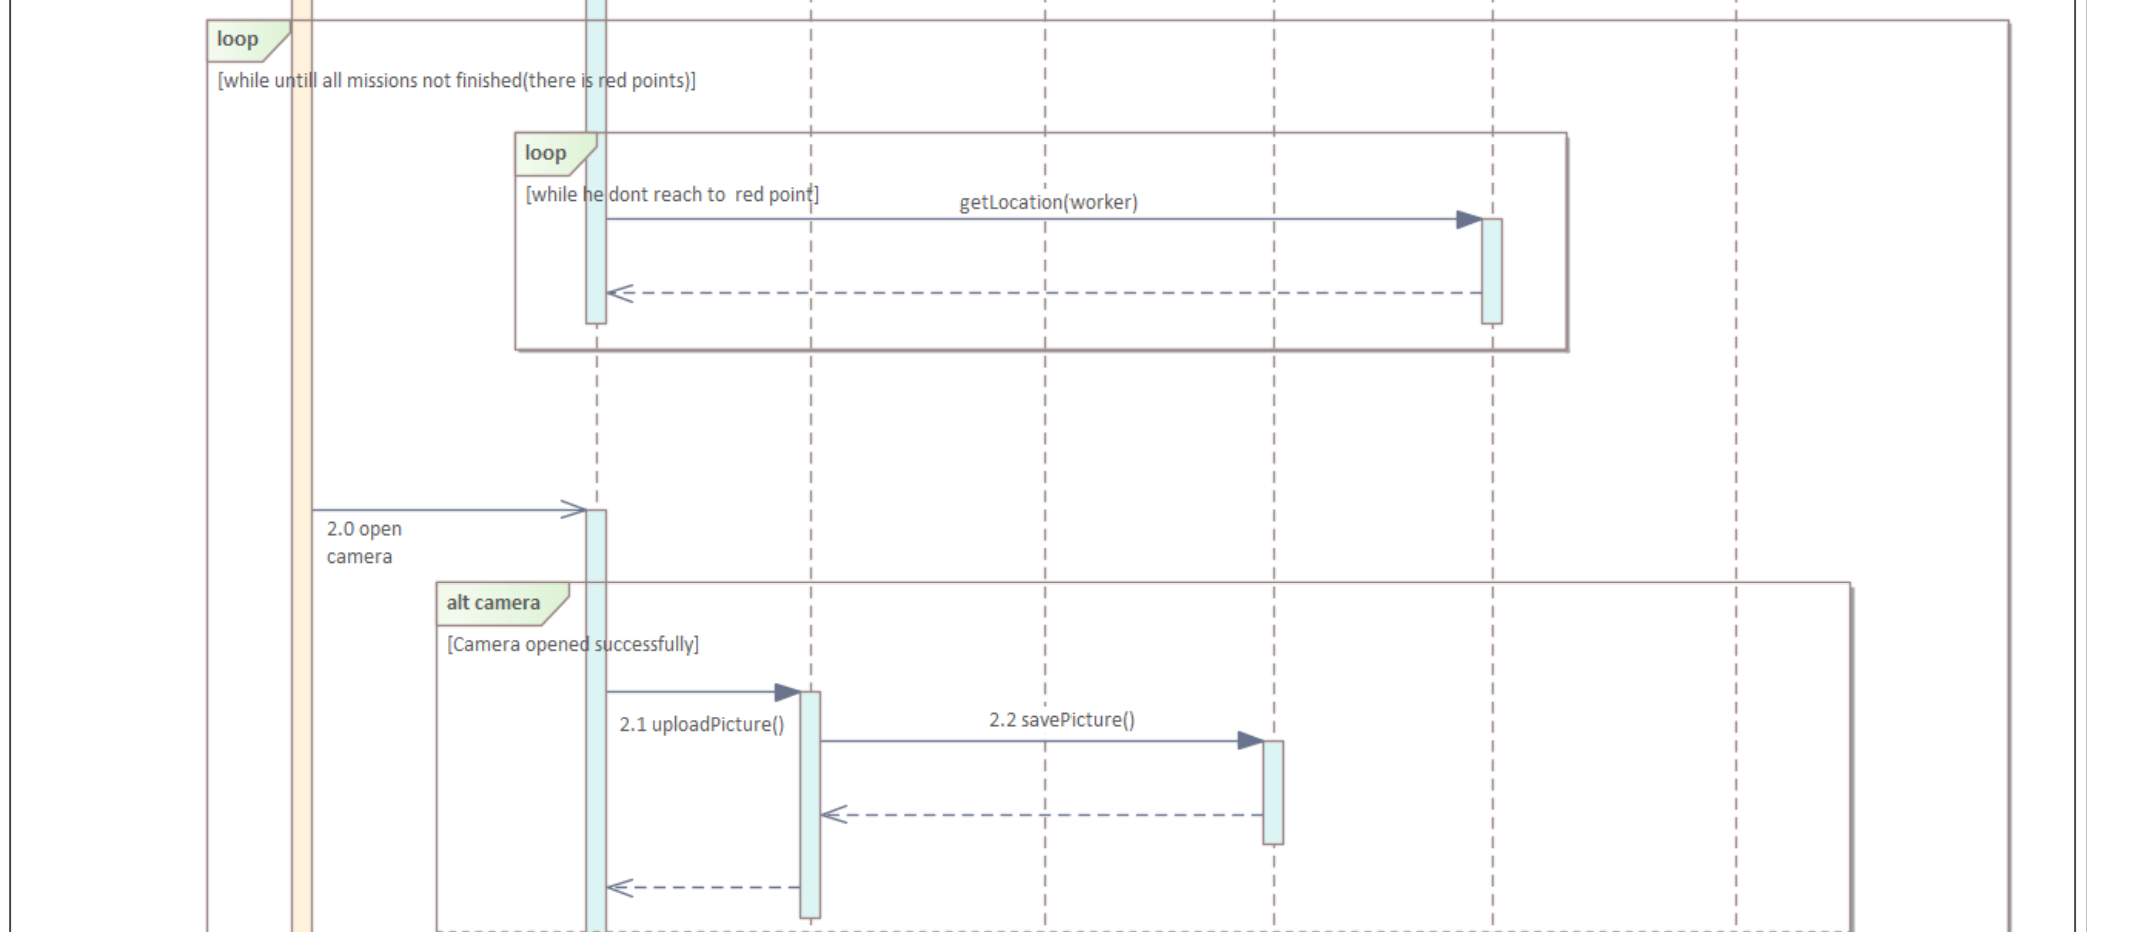 loop
[while untill all missions not finished(there is red points)]
loop
[while he dont reach to  red point]
getLocation(worker)
2.0 open
camera
alt camera
[Camera opened successfully]
2.1 uploadPicture()
2.2 savePicture()